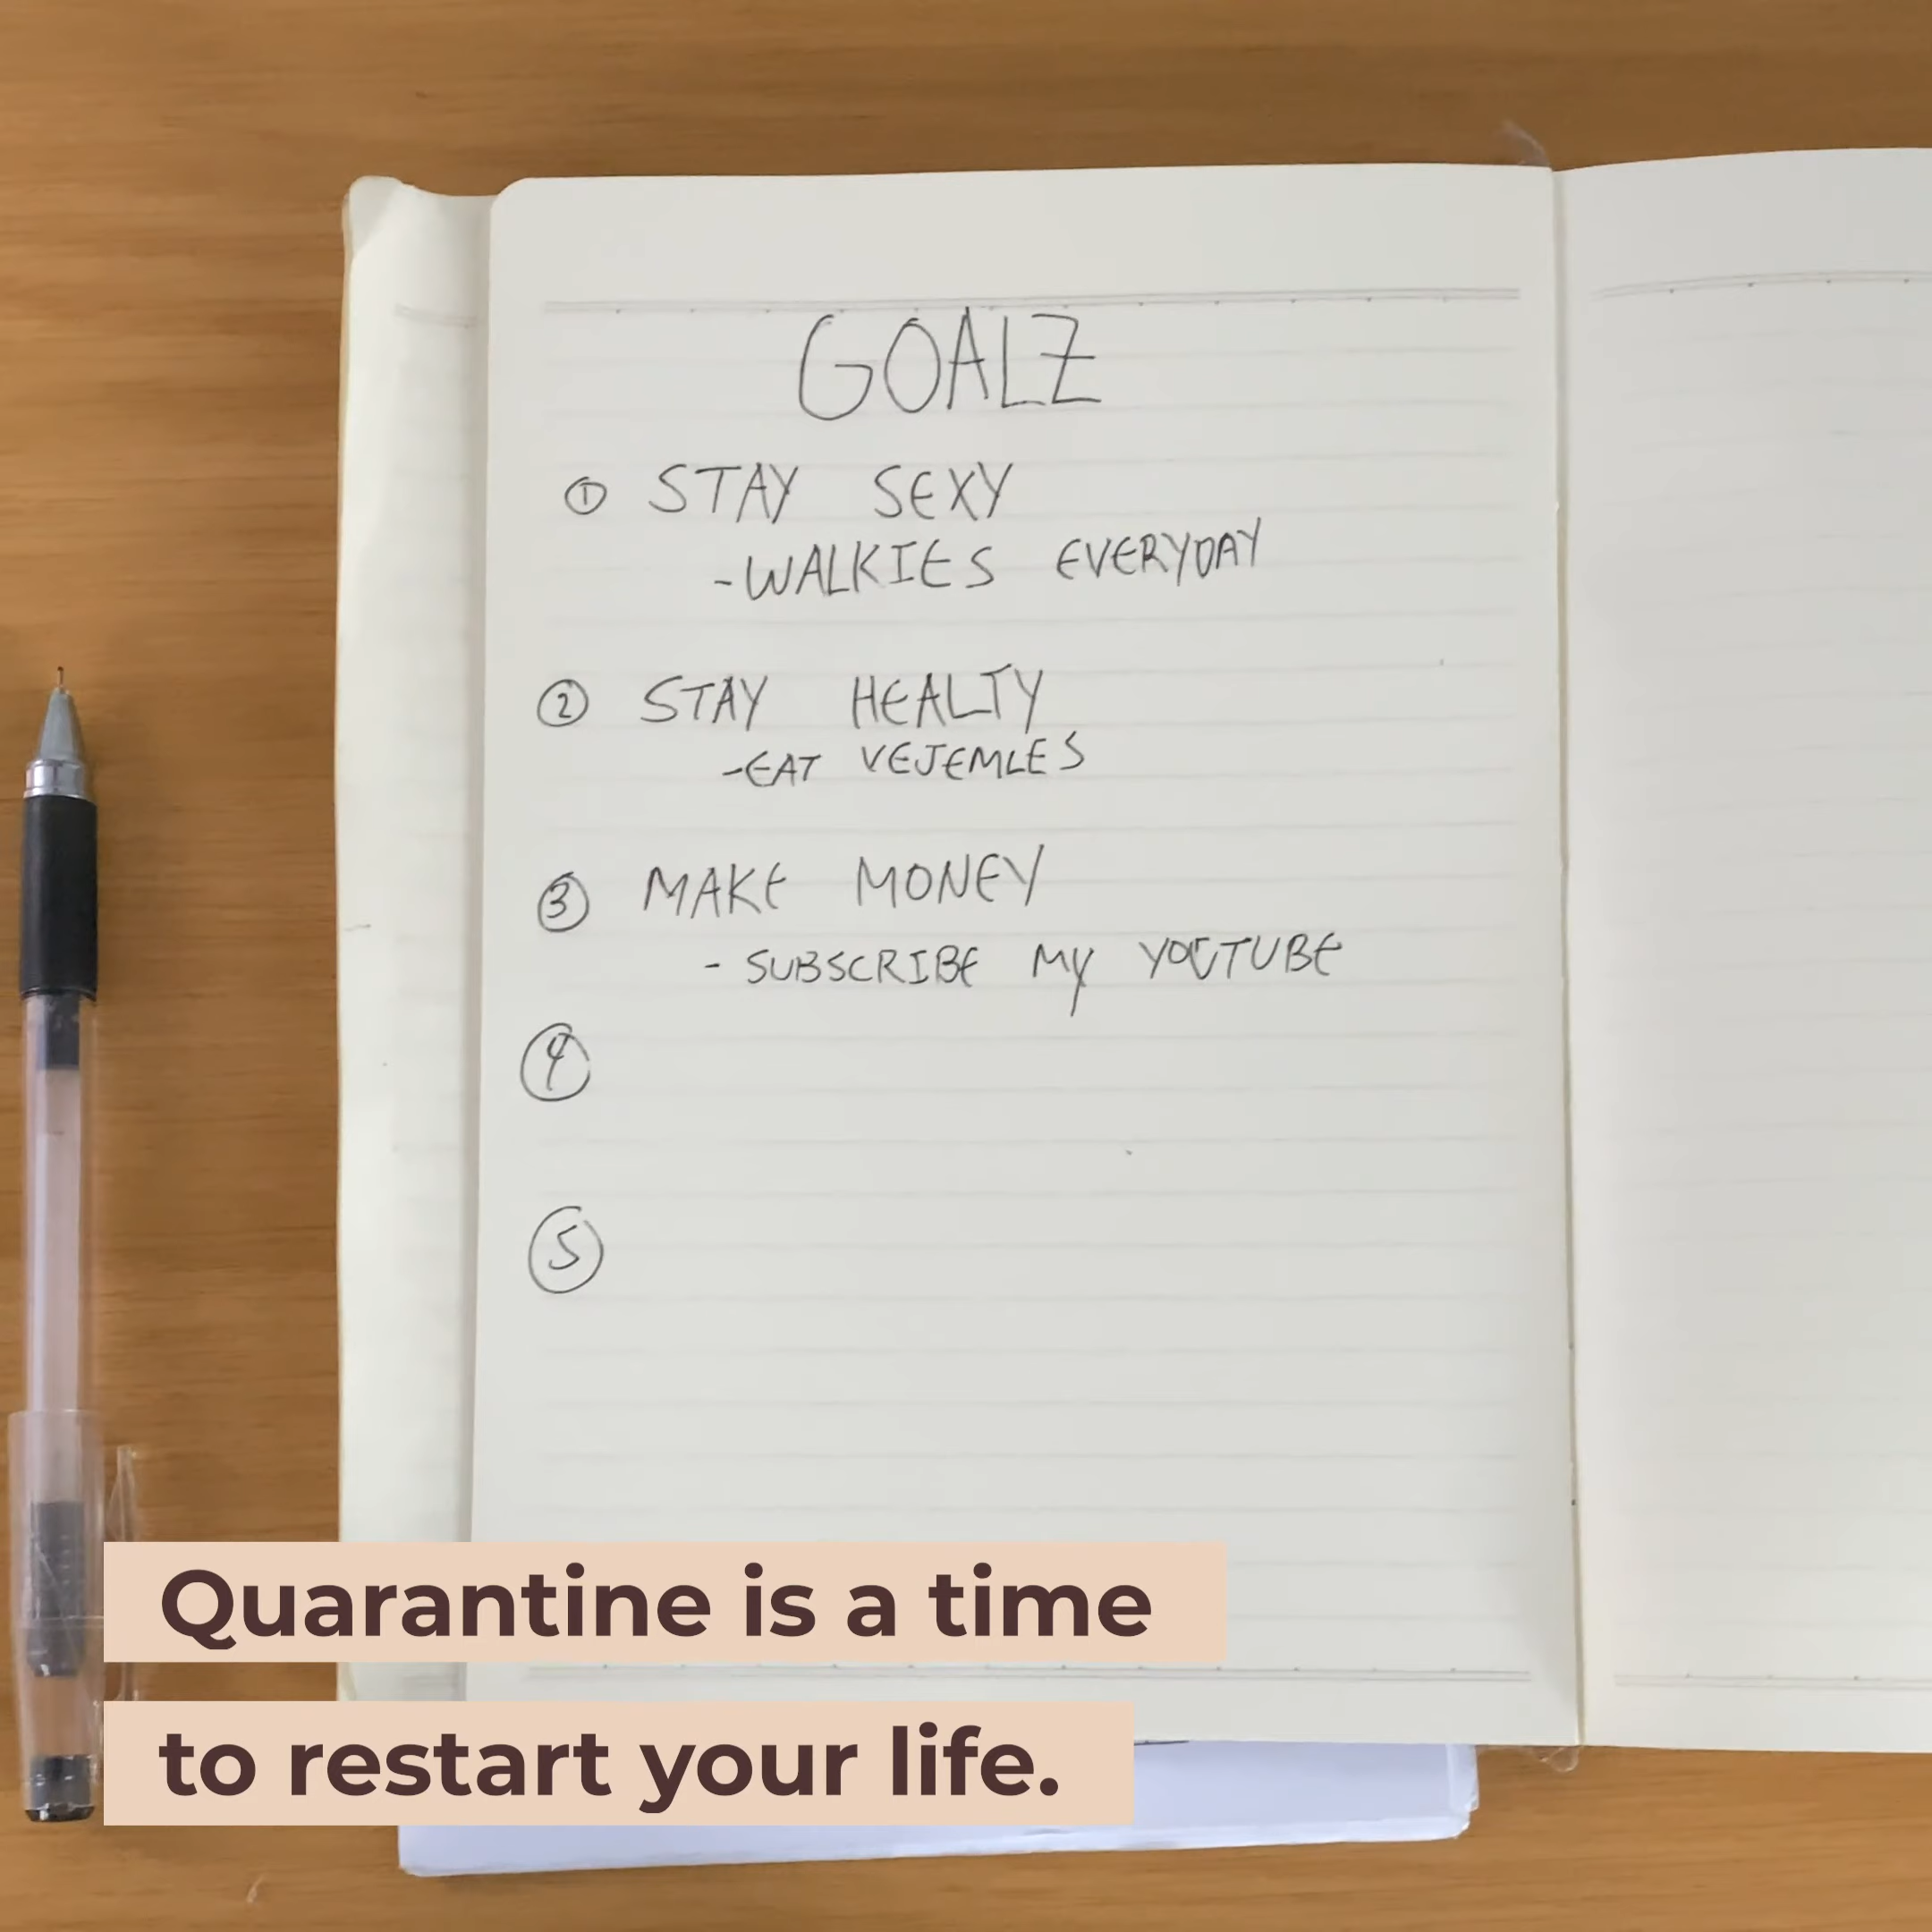 GOALZ
① STAY SEXY
- WALKIES EVERYDAY
② STAY HEALTY
- EAT VEJEMLES
③ MAKE MONEY
- SUBSCRIBE MY YOUTUBE
④
⑤
Quarantine is a time
to restart your life.